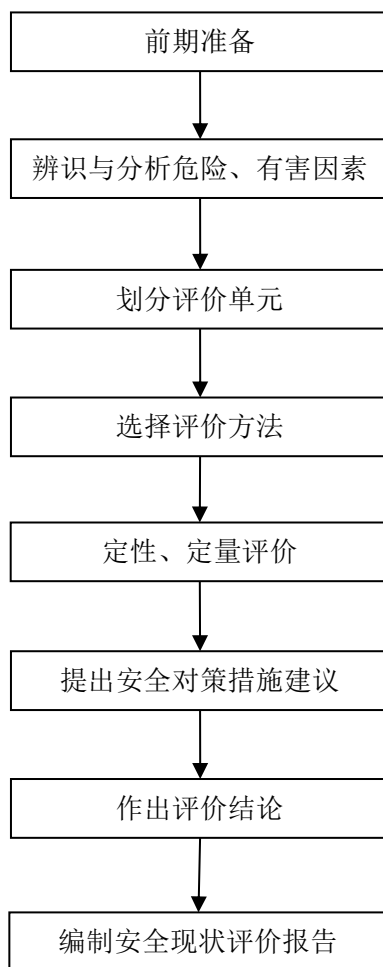 前期准备
辨识与分析危险、有害因素
划分评价单元
选择评价方法
定性、定量评价
提出安全对策措施建议
作出评价结论
编制安全现状评价报告